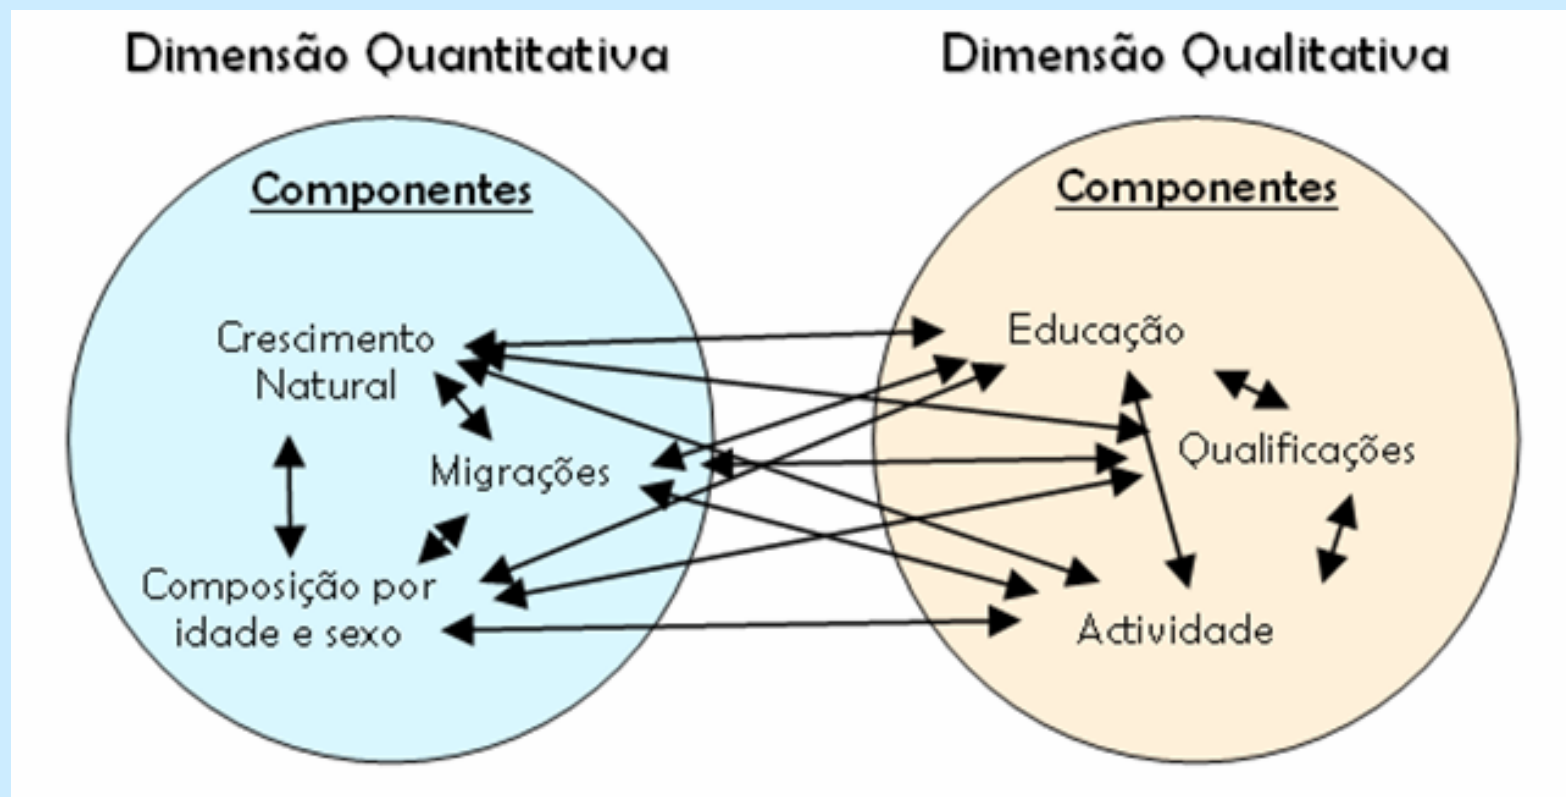 Dimensão Quantitativa
Componentes
Crescimento
Natural
Migrações
Composição por
idade e sexo
Dimensão Qualitativa
Componentes
Educação
Qualificações
Actividade